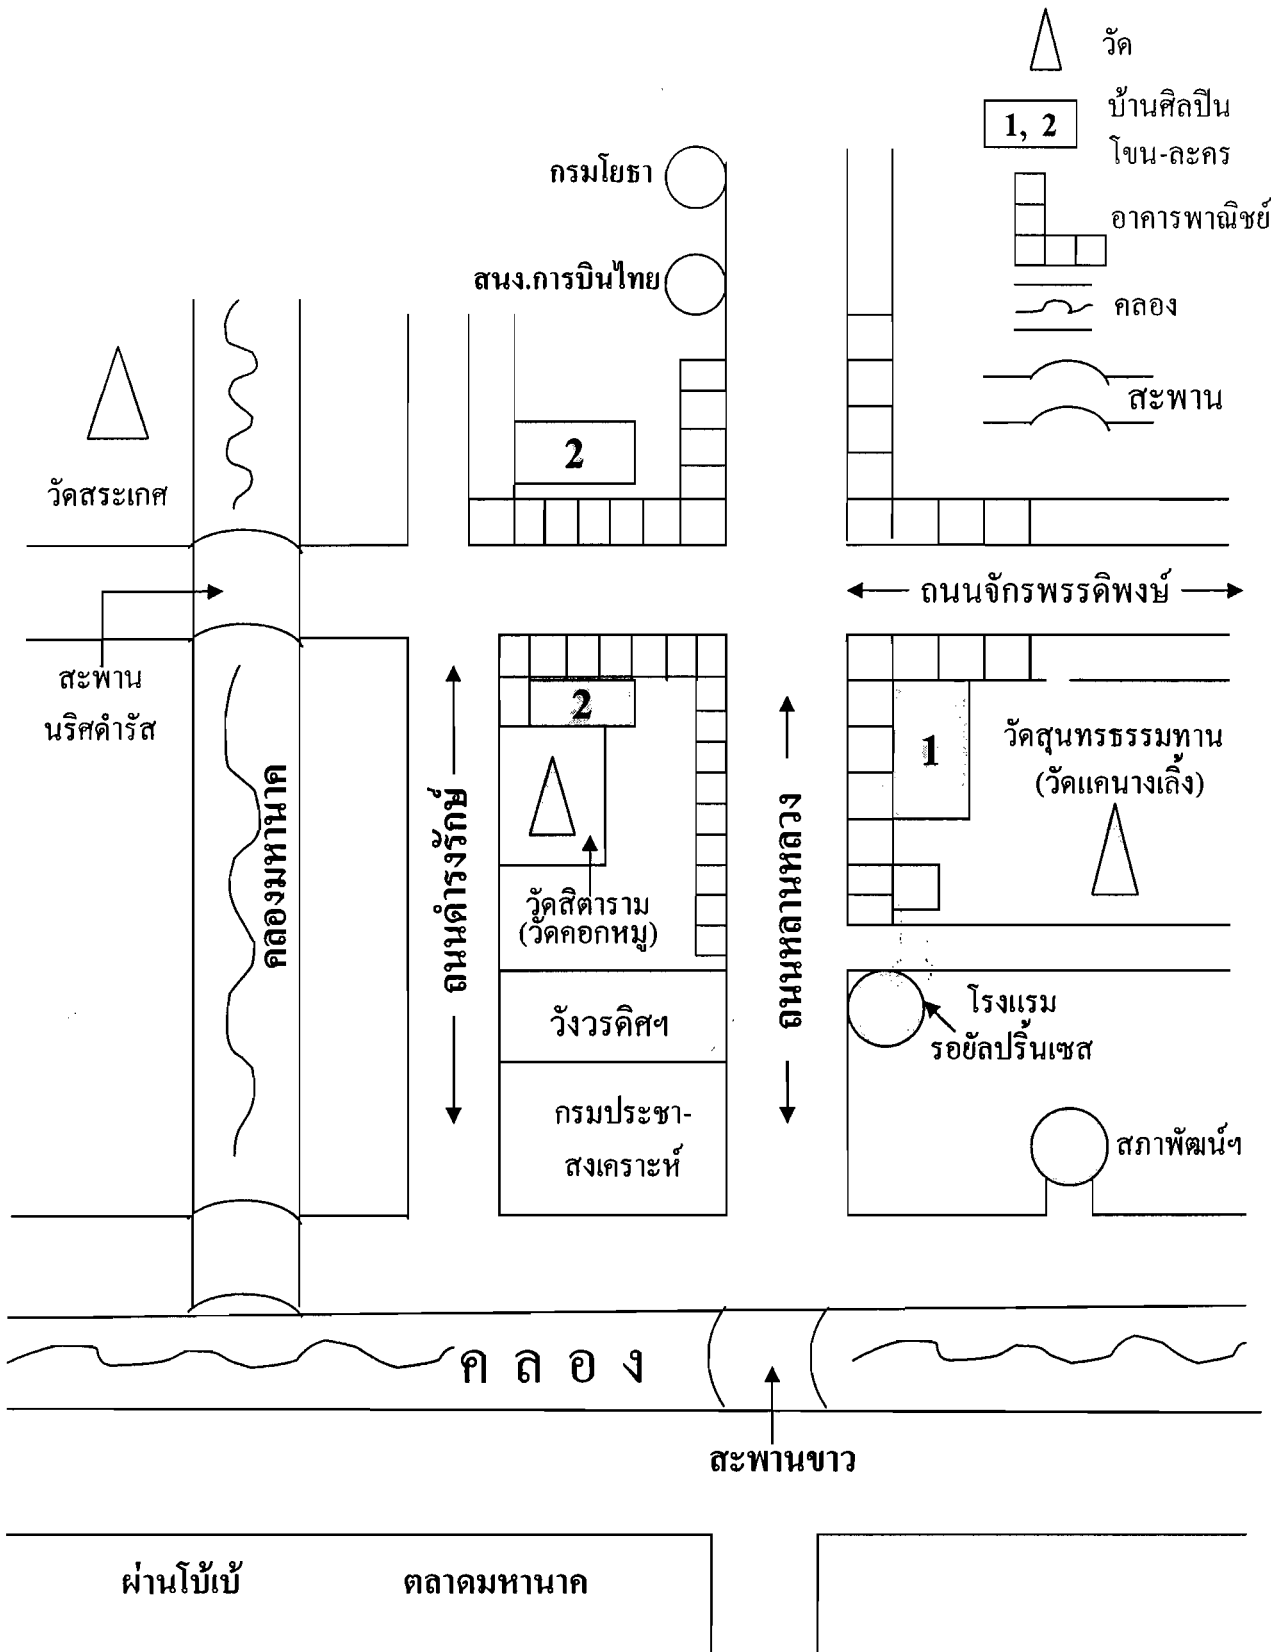 วัด
1, 2
บ้านศิลปิน
โขน-ละคร
อาคารพาณิชย์
คลอง
สะพาน
กรมโยธา
สนง.การบินไทย
2
วัดสระเกศ
ถนนจักรพรรดิพงษ์
สะพาน
นริศดำรัส
คลองมหานาค
ถนนดำรงรักษ์
2
วัดสิตาราม
(วัดคอกหมู)
วังวรดิศฯ
กรมประชา-
สงเคราะห์
ถนนหลานหลวง
1
วัดสุนทรธรรมทาน
(วัดแคนางเลิ้ง)
โรงแรม
รอยัลปริ้นเซส
สภาพัฒน์ฯ
คลอง
สะพานขาว
ผ่านโบ้เบ้
ตลาดมหานาค